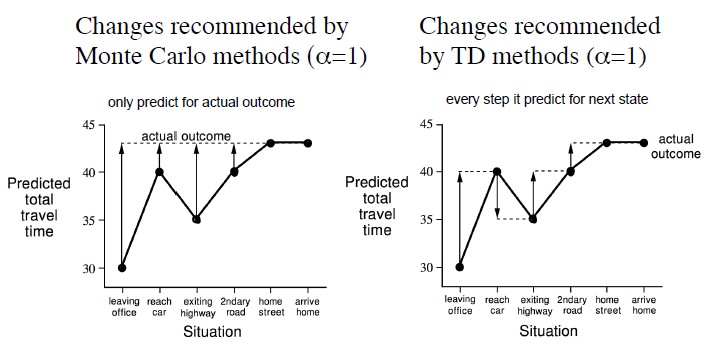 Changes recommended by
Monte Carlo methods (α=1)
only predict for actual outcome
45
40
35
30
actual outcome
Predicted
total
travel
time
leaving
office
reach
car
exiting
highway
2ndary
road
home
street
arrive
home
Situation
Changes recommended
by TD methods (α=1)
every step it predict for next state
45
40
35
30
actual
outcome
Predicted
total
travel
time
leaving
office
reach
car
exiting
highway
2ndary
road
home
street
arrive
home
Situation